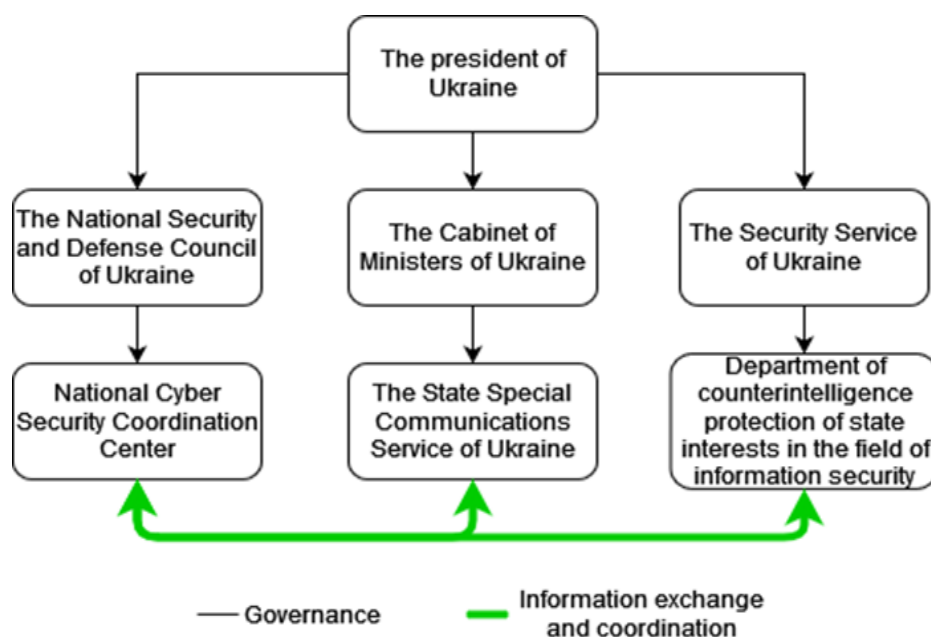 The president of
Ukraine
The National Security
and Defense Council
of Ukraine
The Cabinet of
Ministers of Ukraine
The Security Service
of Ukraine
National Cyber
Security Coordination
Center
The State Special
Communications
Service of Ukraine
Department of
counterintelligence
protection of state
interests in the field of
information security
Governance
Information exchange
and coordination